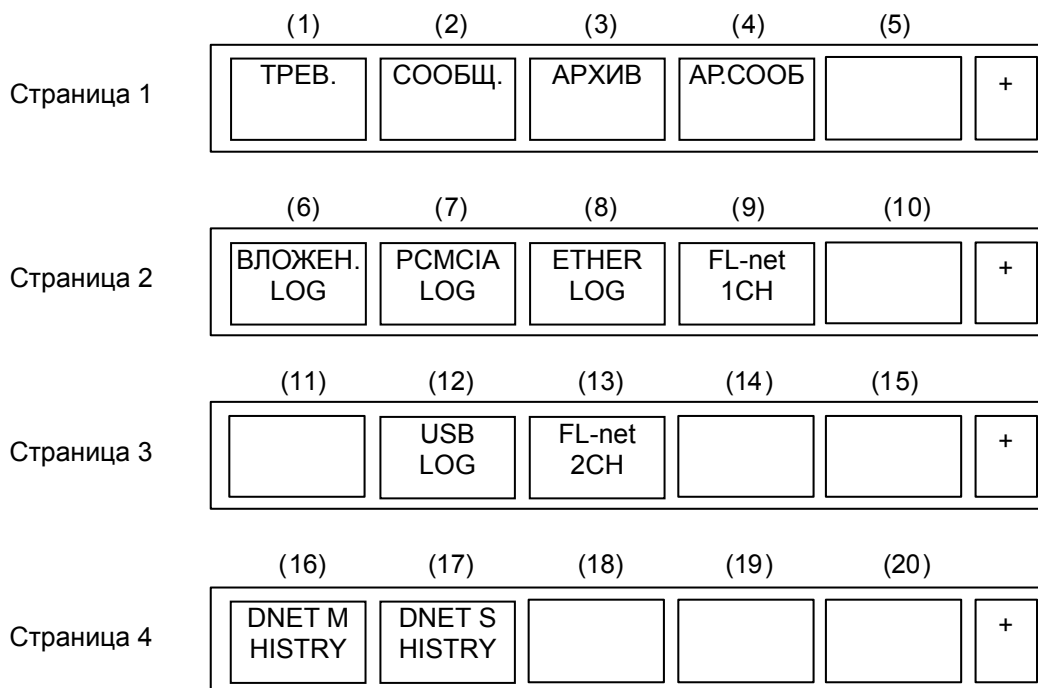 (1) (2) (3) (4) (5)
Страница 1 ТРЕВ. СООБЩ. АРХИВ АР.СООБ +
(6) (7) (8) (9) (10)
Страница 2 ВЛОЖЕН. PCMCIA ETHER FL-net +
LOG LOG LOG 1CH
(11) (12) (13) (14) (15)
Страница 3 USB FL-net +
LOG 2CH
(16) (17) (18) (19) (20)
Страница 4 DNET M DNET S +
HISTRY HISTRY